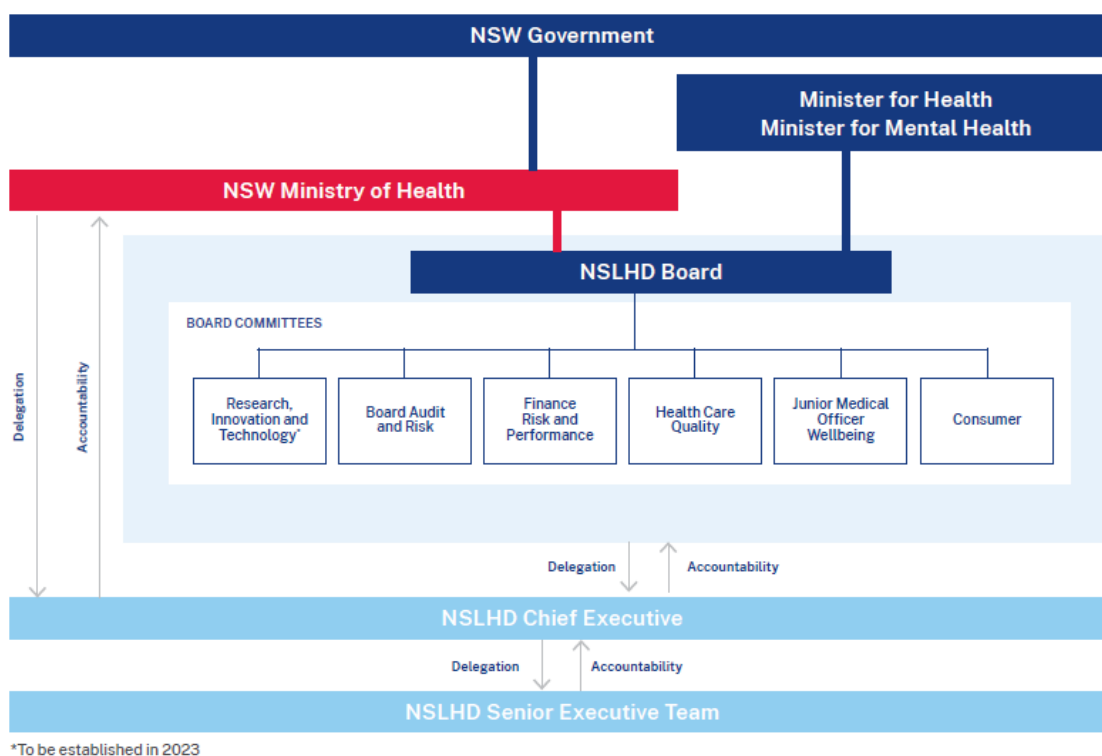 NSW Government
Minister for Health
Minister for Mental Health
NSW Ministry of Health
NSLHD Board
BOARD COMMITTEES
Research,
Innovation and
Technology*
Board Audit
and Risk
Finance
Risk and
Performance
Health Care
Quality
Junior Medical
Officer
Wellbeing
Consumer
Delegation
Accountability
Delegation
Accountability
NSLHD Chief Executive
Delegation
Accountability
NSLHD Senior Executive Team
*To be established in 2023